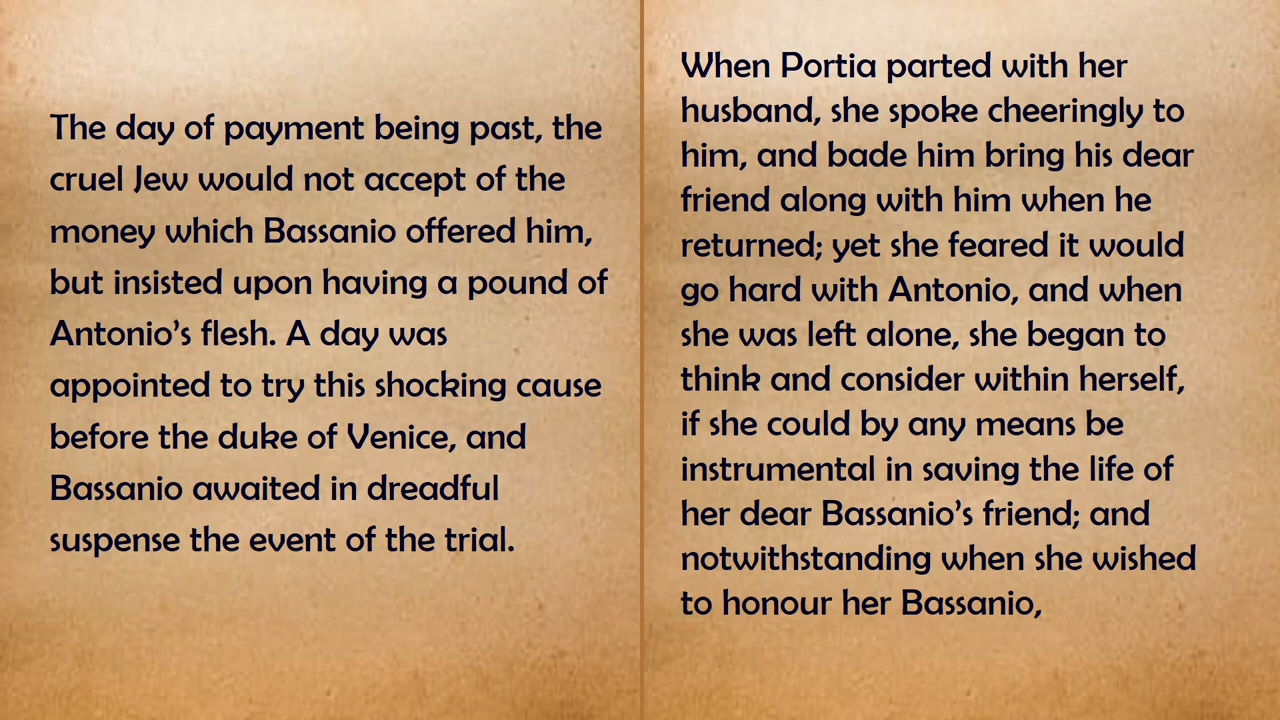 The day of payment being past, the
cruel Jew would not accept of the
money which Bassanio offered him,
but insisted upon having a pound of
Antonio’s flesh. A day was
appointed to try this shocking cause
before the duke of Venice, and
Bassanio awaited in dreadful
suspense the event of the trial.
When Portia parted with her
husband, she spoke cheeringly to
him, and bade him bring his dear
friend along with him when he
returned; yet she feared it would
go hard with Antonio, and when
she was left alone, she began to
think and consider within herself,
if she could by any means be
instrumental in saving the life of
her dear Bassanio’s friend; and
notwithstanding when she wished
to honour her Bassanio,